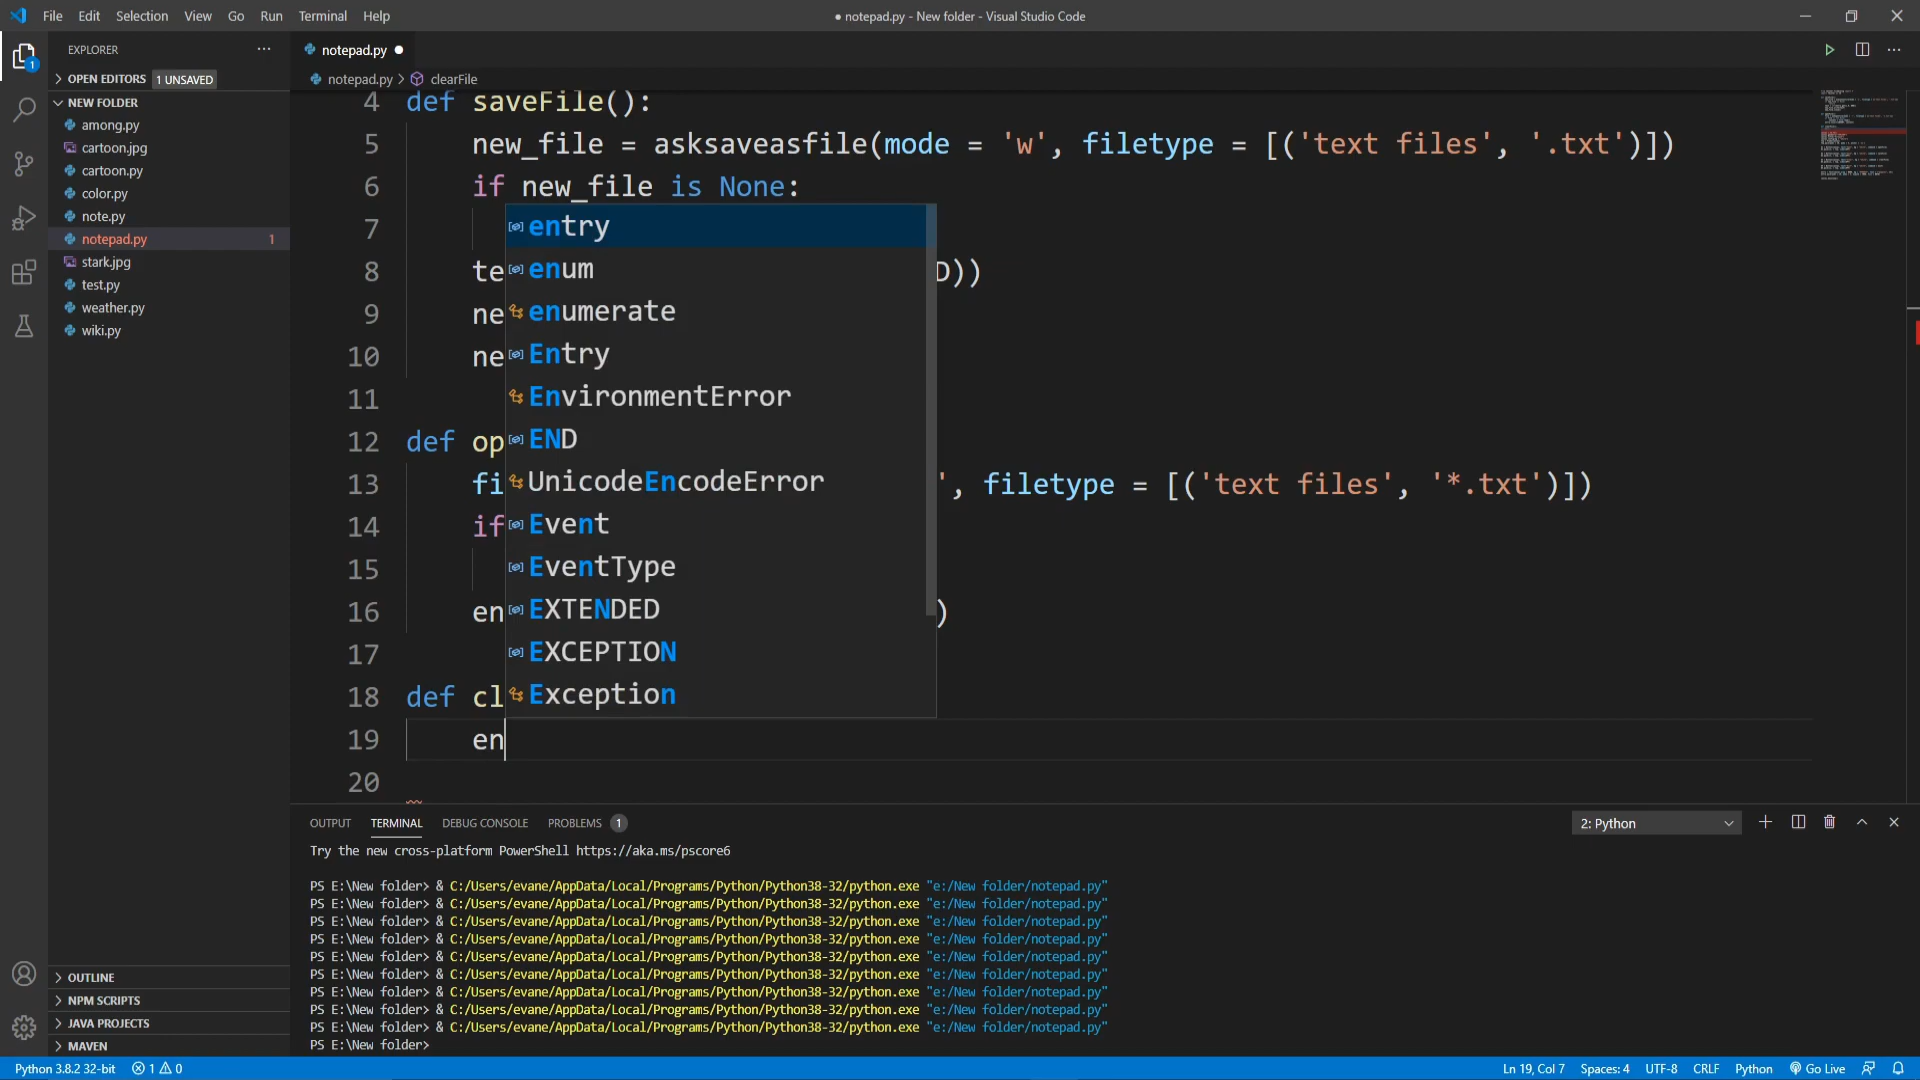 File Edit Selection View Go Run Terminal Help
● notepad.py - New folder - Visual Studio Code
EXPLORER
notepad.py
OPEN EDITORS 1 UNSAVED
notepad.py > clearFile
NEW FOLDER
among.py
cartoon.jpg
cartoon.py
color.py
note.py
notepad.py 1
stark.jpg
test.py
weather.py
wiki.py
OUTLINE
NPM SCRIPTS
JAVA PROJECTS
MAVEN
1
4 def saveFile():
5 new_file = asksaveasfile(mode = 'w', filetype = [('text files', '.txt')])
6 if new_file is None:
7
8 te D))
9 ne
10 ne
11
12 def op
13 fi ', filetype = [('text files', '*.txt')])
14 if
15
16 en )
17
18 def cl
19 en
20
entry
enum
enumerate
Entry
EnvironmentError
END
UnicodeEncodeError
Event
EventType
EXTENDED
EXCEPTION
Exception
OUTPUT TERMINAL DEBUG CONSOLE PROBLEMS 1
2: Python
Try the new cross-platform PowerShell https://aka.ms/pscore6
PS E:\New folder> & C:/Users/evane/AppData/Local/Programs/Python/Python38-32/python.exe "e:/New folder/notepad.py"
PS E:\New folder> & C:/Users/evane/AppData/Local/Programs/Python/Python38-32/python.exe "e:/New folder/notepad.py"
PS E:\New folder> & C:/Users/evane/AppData/Local/Programs/Python/Python38-32/python.exe "e:/New folder/notepad.py"
PS E:\New folder> & C:/Users/evane/AppData/Local/Programs/Python/Python38-32/python.exe "e:/New folder/notepad.py"
PS E:\New folder> & C:/Users/evane/AppData/Local/Programs/Python/Python38-32/python.exe "e:/New folder/notepad.py"
PS E:\New folder> & C:/Users/evane/AppData/Local/Programs/Python/Python38-32/python.exe "e:/New folder/notepad.py"
PS E:\New folder> & C:/Users/evane/AppData/Local/Programs/Python/Python38-32/python.exe "e:/New folder/notepad.py"
PS E:\New folder> & C:/Users/evane/AppData/Local/Programs/Python/Python38-32/python.exe "e:/New folder/notepad.py"
PS E:\New folder> & C:/Users/evane/AppData/Local/Programs/Python/Python38-32/python.exe "e:/New folder/notepad.py"
PS E:\New folder>
Python 3.8.2 32-bit 1 0
Ln 19, Col 7 Spaces: 4 UTF-8 CRLF Python Go Live